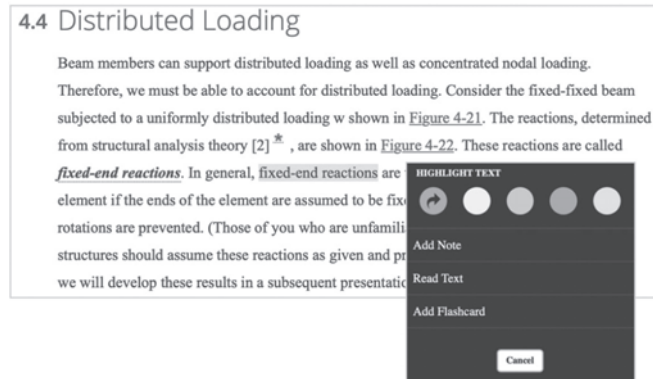 4.4 Distributed Loading
Beam members can support distributed loading as well as concentrated nodal loading.
Therefore, we must be able to account for distributed loading. Consider the fixed-fixed beam
subjected to a uniformly distributed loading w shown in Figure 4-21. The reactions, determined
from structural analysis theory [2] * , are shown in Figure 4-22. These reactions are called
fixed-end reactions. In general, fixed-end reactions are
element if the ends of the element are assumed to be
rotations are prevented. (Those of you who are
structures should assume these reactions as given and
we will develop these results in a subsequent
HIGHLIGHT TEXT
Add Note
Read Text
Add Flashcard
Cancel